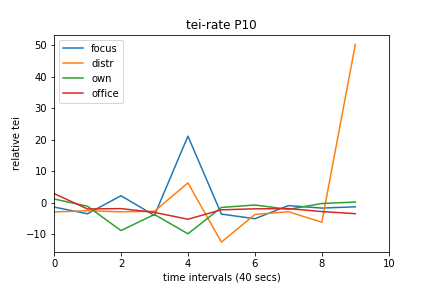 tei-rate P10
relative tei
50
40
30
20
10
0
−10
focus
distr
own
office
0 2 4 6 8 10
time intervals (40 secs)